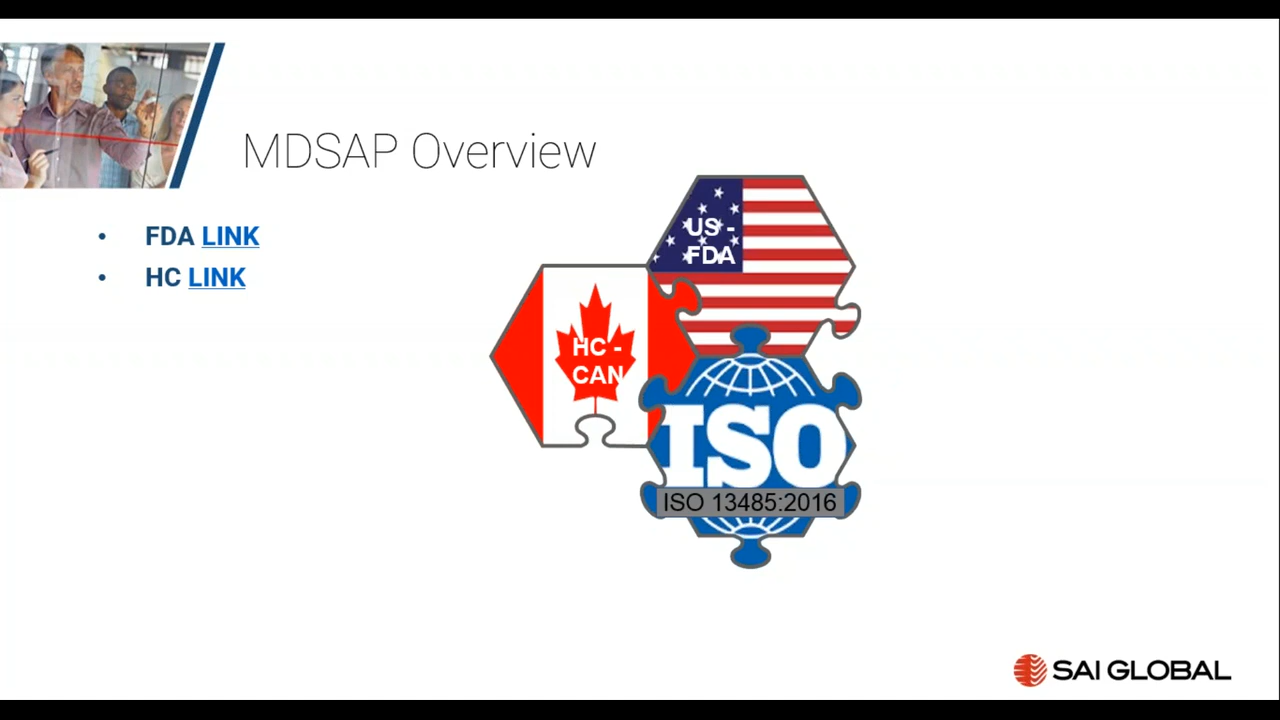 MDSAP Overview
• FDA LINK
• HC LINK
US -
FDA
HC -
CAN
ISO
ISO 13485:2016
SAI GLOBAL